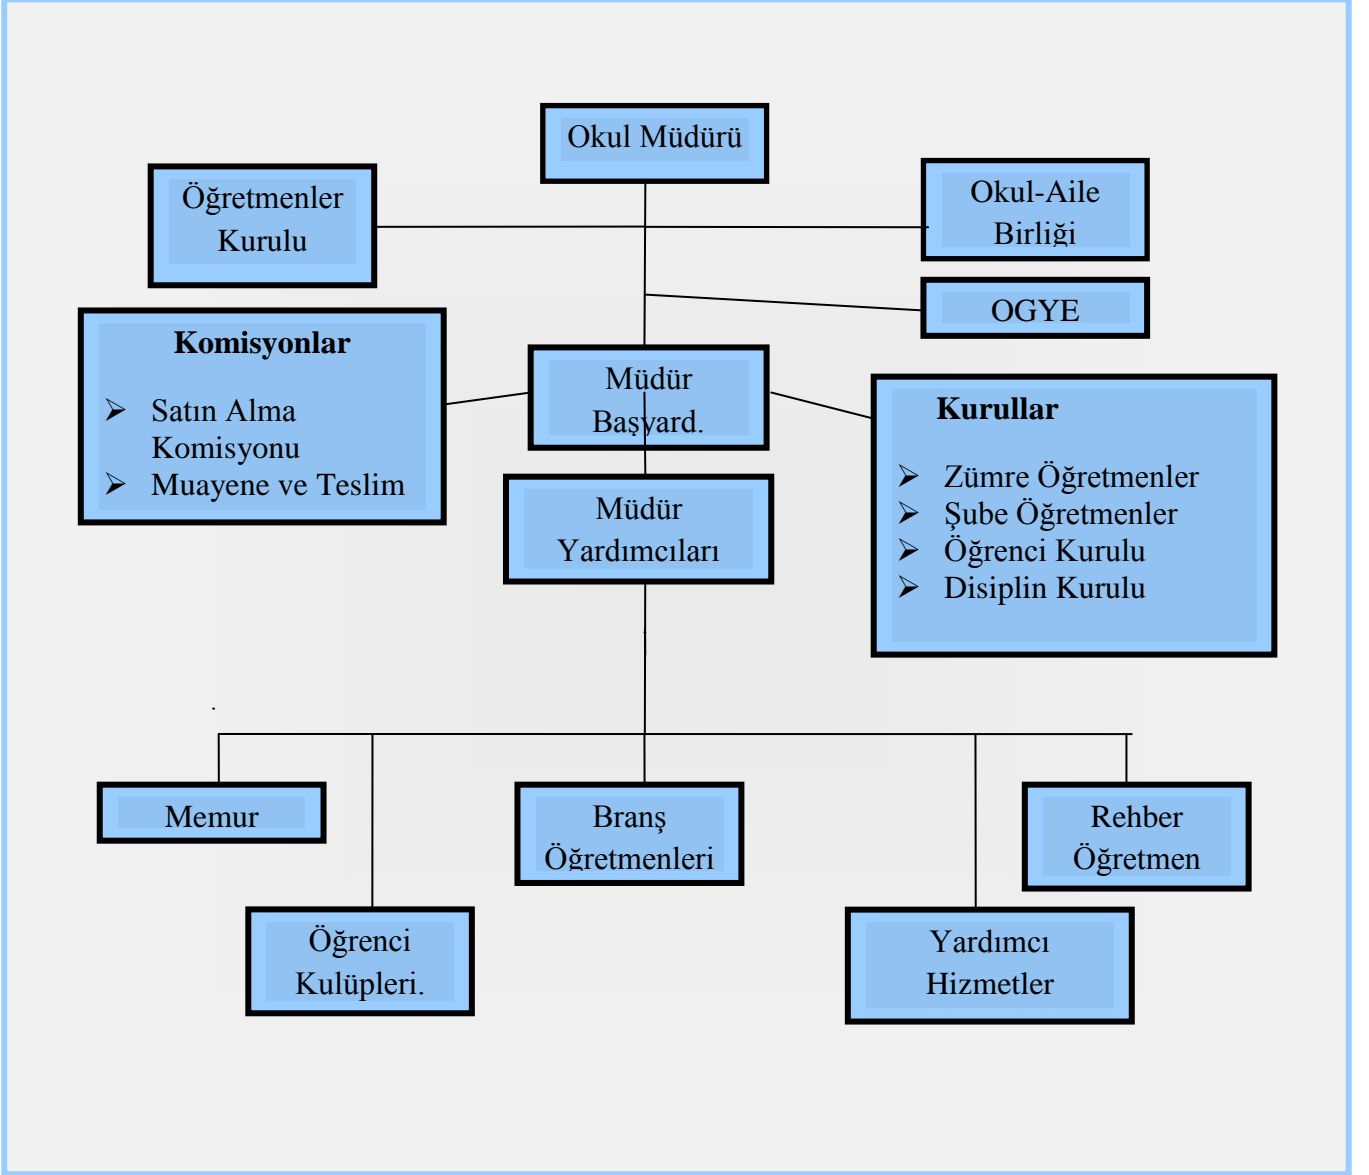 Okul Müdürü
Öğretmenler
Kurulu
Okul-Aile
Birliği
OGYE
Komisyonlar
➢ Satın Alma
Komisyonu
➢ Muayene ve Teslim
Müdür
Başyard.
Kurullar
➢ Zümre Öğretmenler
➢ Şube Öğretmenler
➢ Öğrenci Kurulu
➢ Disiplin Kurulu
Müdür
Yardımcıları
Memur
Branş
Öğretmenleri
Rehber
Öğretmen
Öğrenci
Kulüpleri.
Yardımcı
Hizmetler